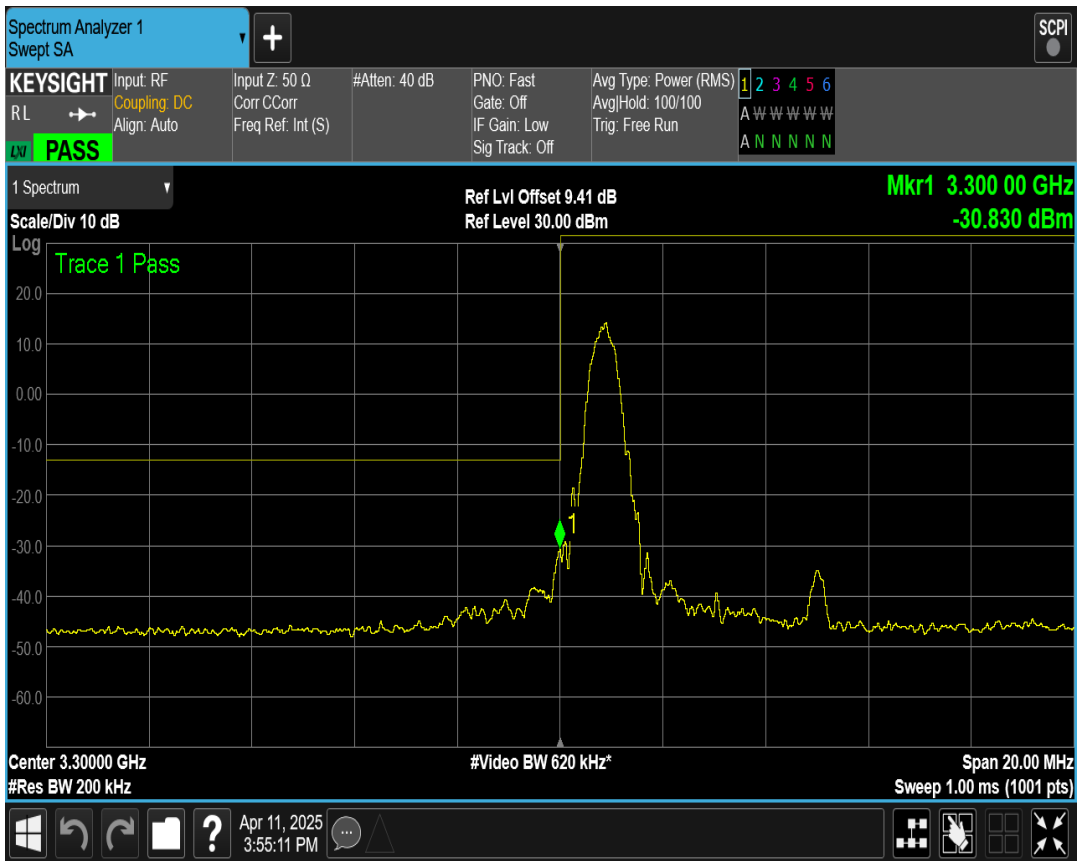 Spectrum Analyzer 1
Swept SA
+
SCPI
KEYSIGHT
R L
LXI
PASS
Input: RF
Coupling: DC
Align: Auto
Input Z: 50 Ω
Corr CCorr
Freq Ref: Int (S)
#Atten: 40 dB
PNO: Fast
Gate: Off
IF Gain: Low
Sig Track: Off
Avg Type: Power (RMS)
Avg|Hold: 100/100
Trig: Free Run
1 2 3 4 5 6
A W W W W W
A N N N N N
1 Spectrum
Scale/Div 10 dB
Ref Lvl Offset 9.41 dB
Ref Level 30.00 dBm
Mkr1 3.300 00 GHz
-30.830 dBm
Log
Trace 1 Pass
20.0
10.0
0.00
-10.0
-20.0
-30.0
-40.0
-50.0
-60.0
1
Center 3.30000 GHz
#Video BW 620 kHz*
Span 20.00 MHz
#Res BW 200 kHz
Sweep 1.00 ms (1001 pts)
?
Apr 11, 2025
3:55:11 PM